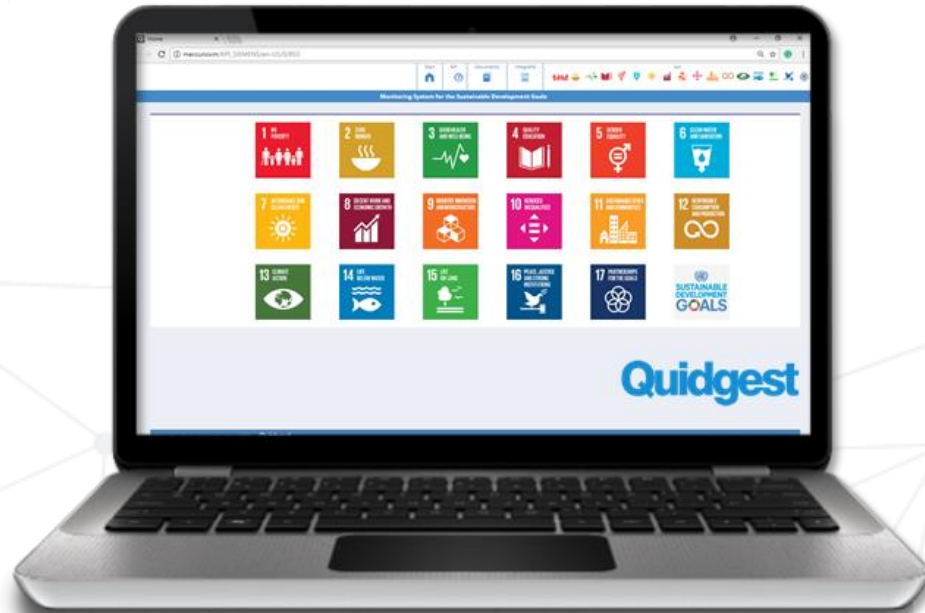 Home
Start
KPI
Documents
Monitoring System for the Sustainable Development Goals
1 NO
POVERTY
2 ZERO
HUNGER
3 GOOD HEALTH
AND WELL-BEING
4 QUALITY
EDUCATION
5 GENDER
EQUALITY
6 CLEAN WATER
AND SANITATION
7 AFFORDABLE AND
CLEAN ENERGY
8 DECENT WORK AND
ECONOMIC GROWTH
9 INDUSTRY, INNOVATION
AND INFRASTRUCTURE
10 REDUCED
INEQUALITIES
11 SUSTAINABLE CITIES
AND COMMUNITIES
12 RESPONSIBLE
CONSUMPTION
AND PRODUCTION
13 CLIMATE
ACTION
14 LIFE
BELOW WATER
15 LIFE
ON LAND
16 PEACE, JUSTICE
AND STRONG
INSTITUTIONS
17 PARTNERSHIPS
FOR THE GOALS
SUSTAINABLE
DEVELOPMENT
GOALS
Quidgest